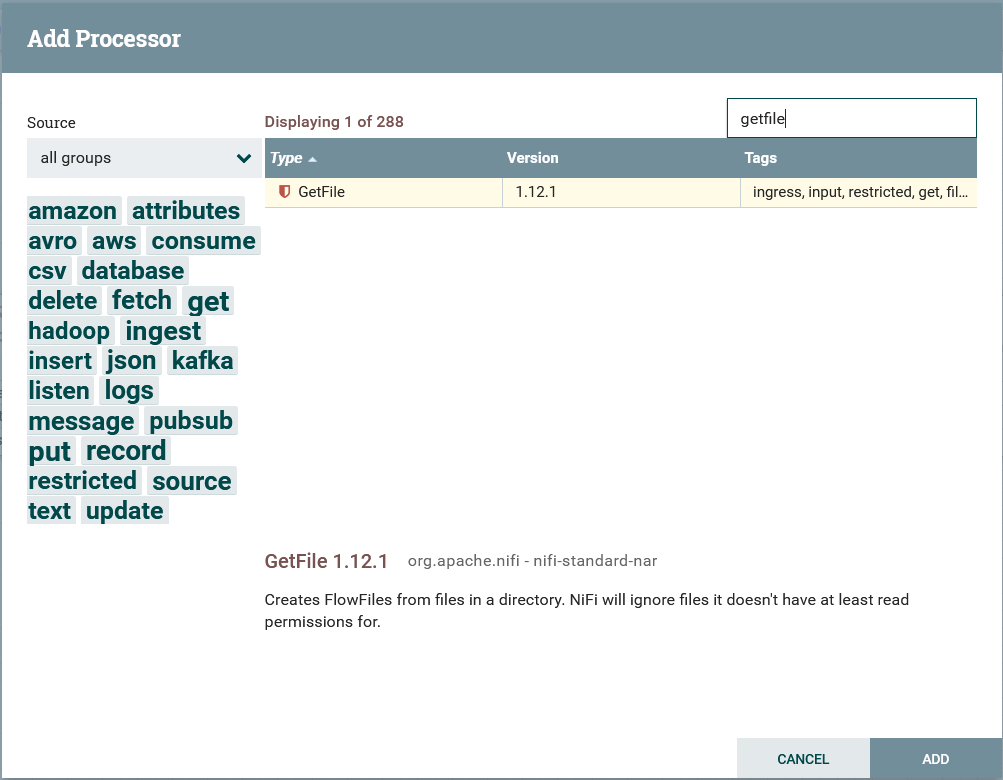 Add Processor
Source
Displaying 1 of 288
getfile
all groups
Type Version Tags
GetFile 1.12.1 ingress, input, restricted, get, fil...
amazon attributes
avro aws consume
csv database
delete fetch get
hadoop ingest
insert json kafka
listen logs
message pubsub
put record
restricted source
text update
GetFile 1.12.1 org.apache.nifi - nifi-standard-nar
Creates FlowFiles from files in a directory. NiFi will ignore files it doesn't have at least read
permissions for.
CANCEL ADD